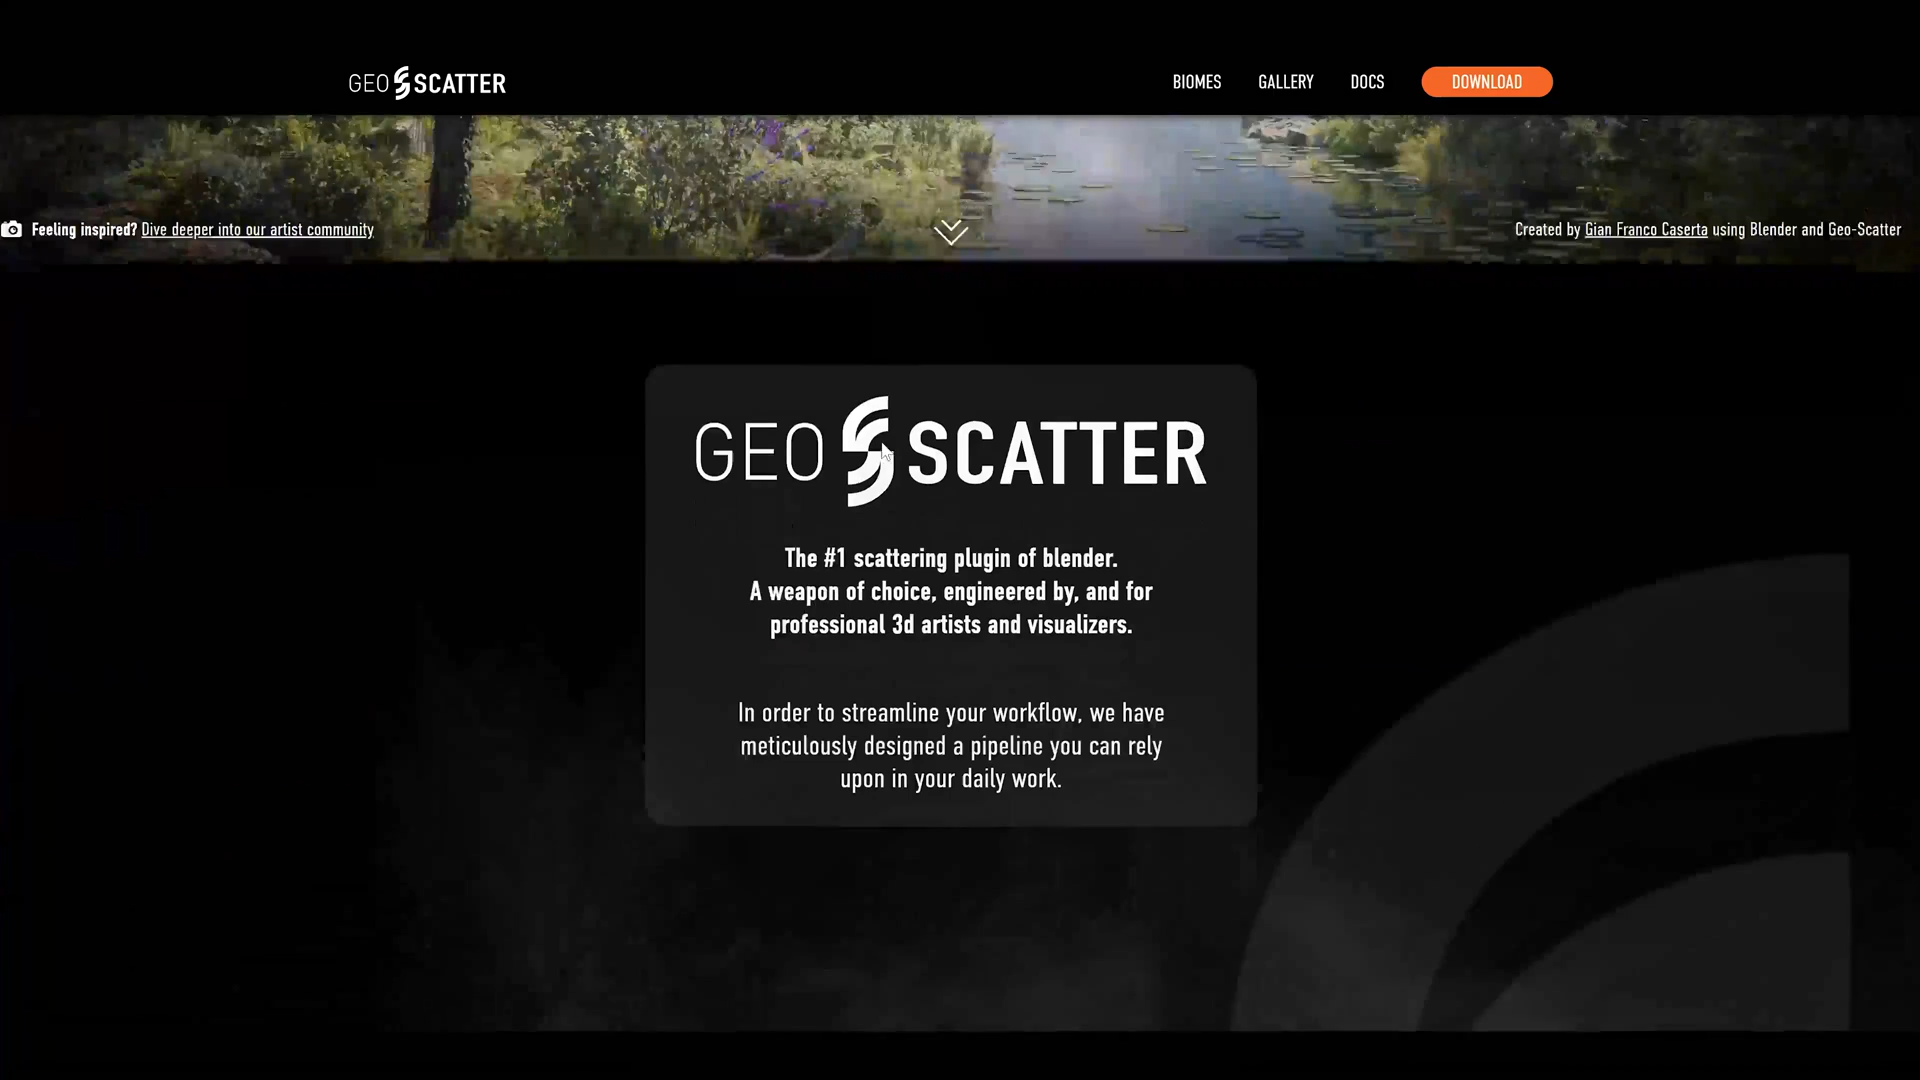 GEO SCATTER
BIOMES
GALLERY
DOCS
DOWNLOAD
Feeling inspired? Dive deeper into our artist community
Created by Gian Franco Caserta using Blender and Geo-Scatter
GEO SCATTER
The #1 scattering plugin of blender.
A weapon of choice, engineered by, and for
professional 3d artists and visualizers.
In order to streamline your workflow, we have
meticulously designed a pipeline you can rely
upon in your daily work.